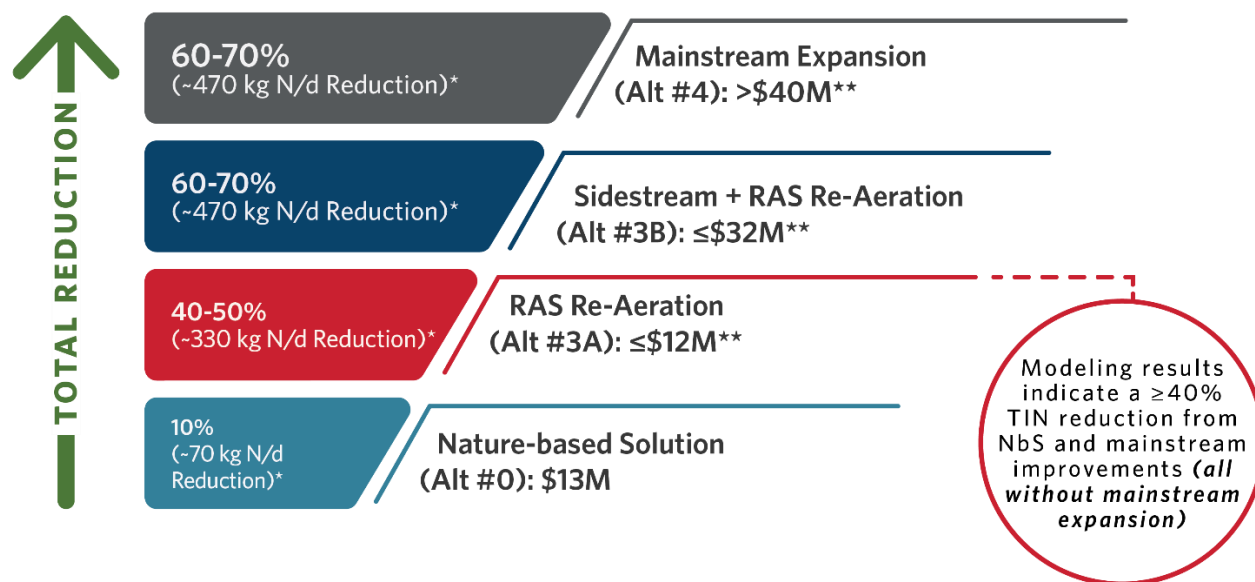 TOTAL REDUCTION
60-70%
(~470 kg N/d Reduction)*
Mainstream Expansion
(Alt #4): >$40M**
60-70%
(~470 kg N/d Reduction)*
Sidestream + RAS Re-Aeration
(Alt #3B): ≤$32M**
40-50%
(~330 kg N/d Reduction)*
RAS Re-Aeration
(Alt #3A): ≤$12M**
10%
(~70 kg N/d
Reduction)*
Nature-based Solution
(Alt #0): $13M
Modeling results
indicate a ≥40%
TIN reduction from
NbS and mainstream
improvements (all
without mainstream
expansion)